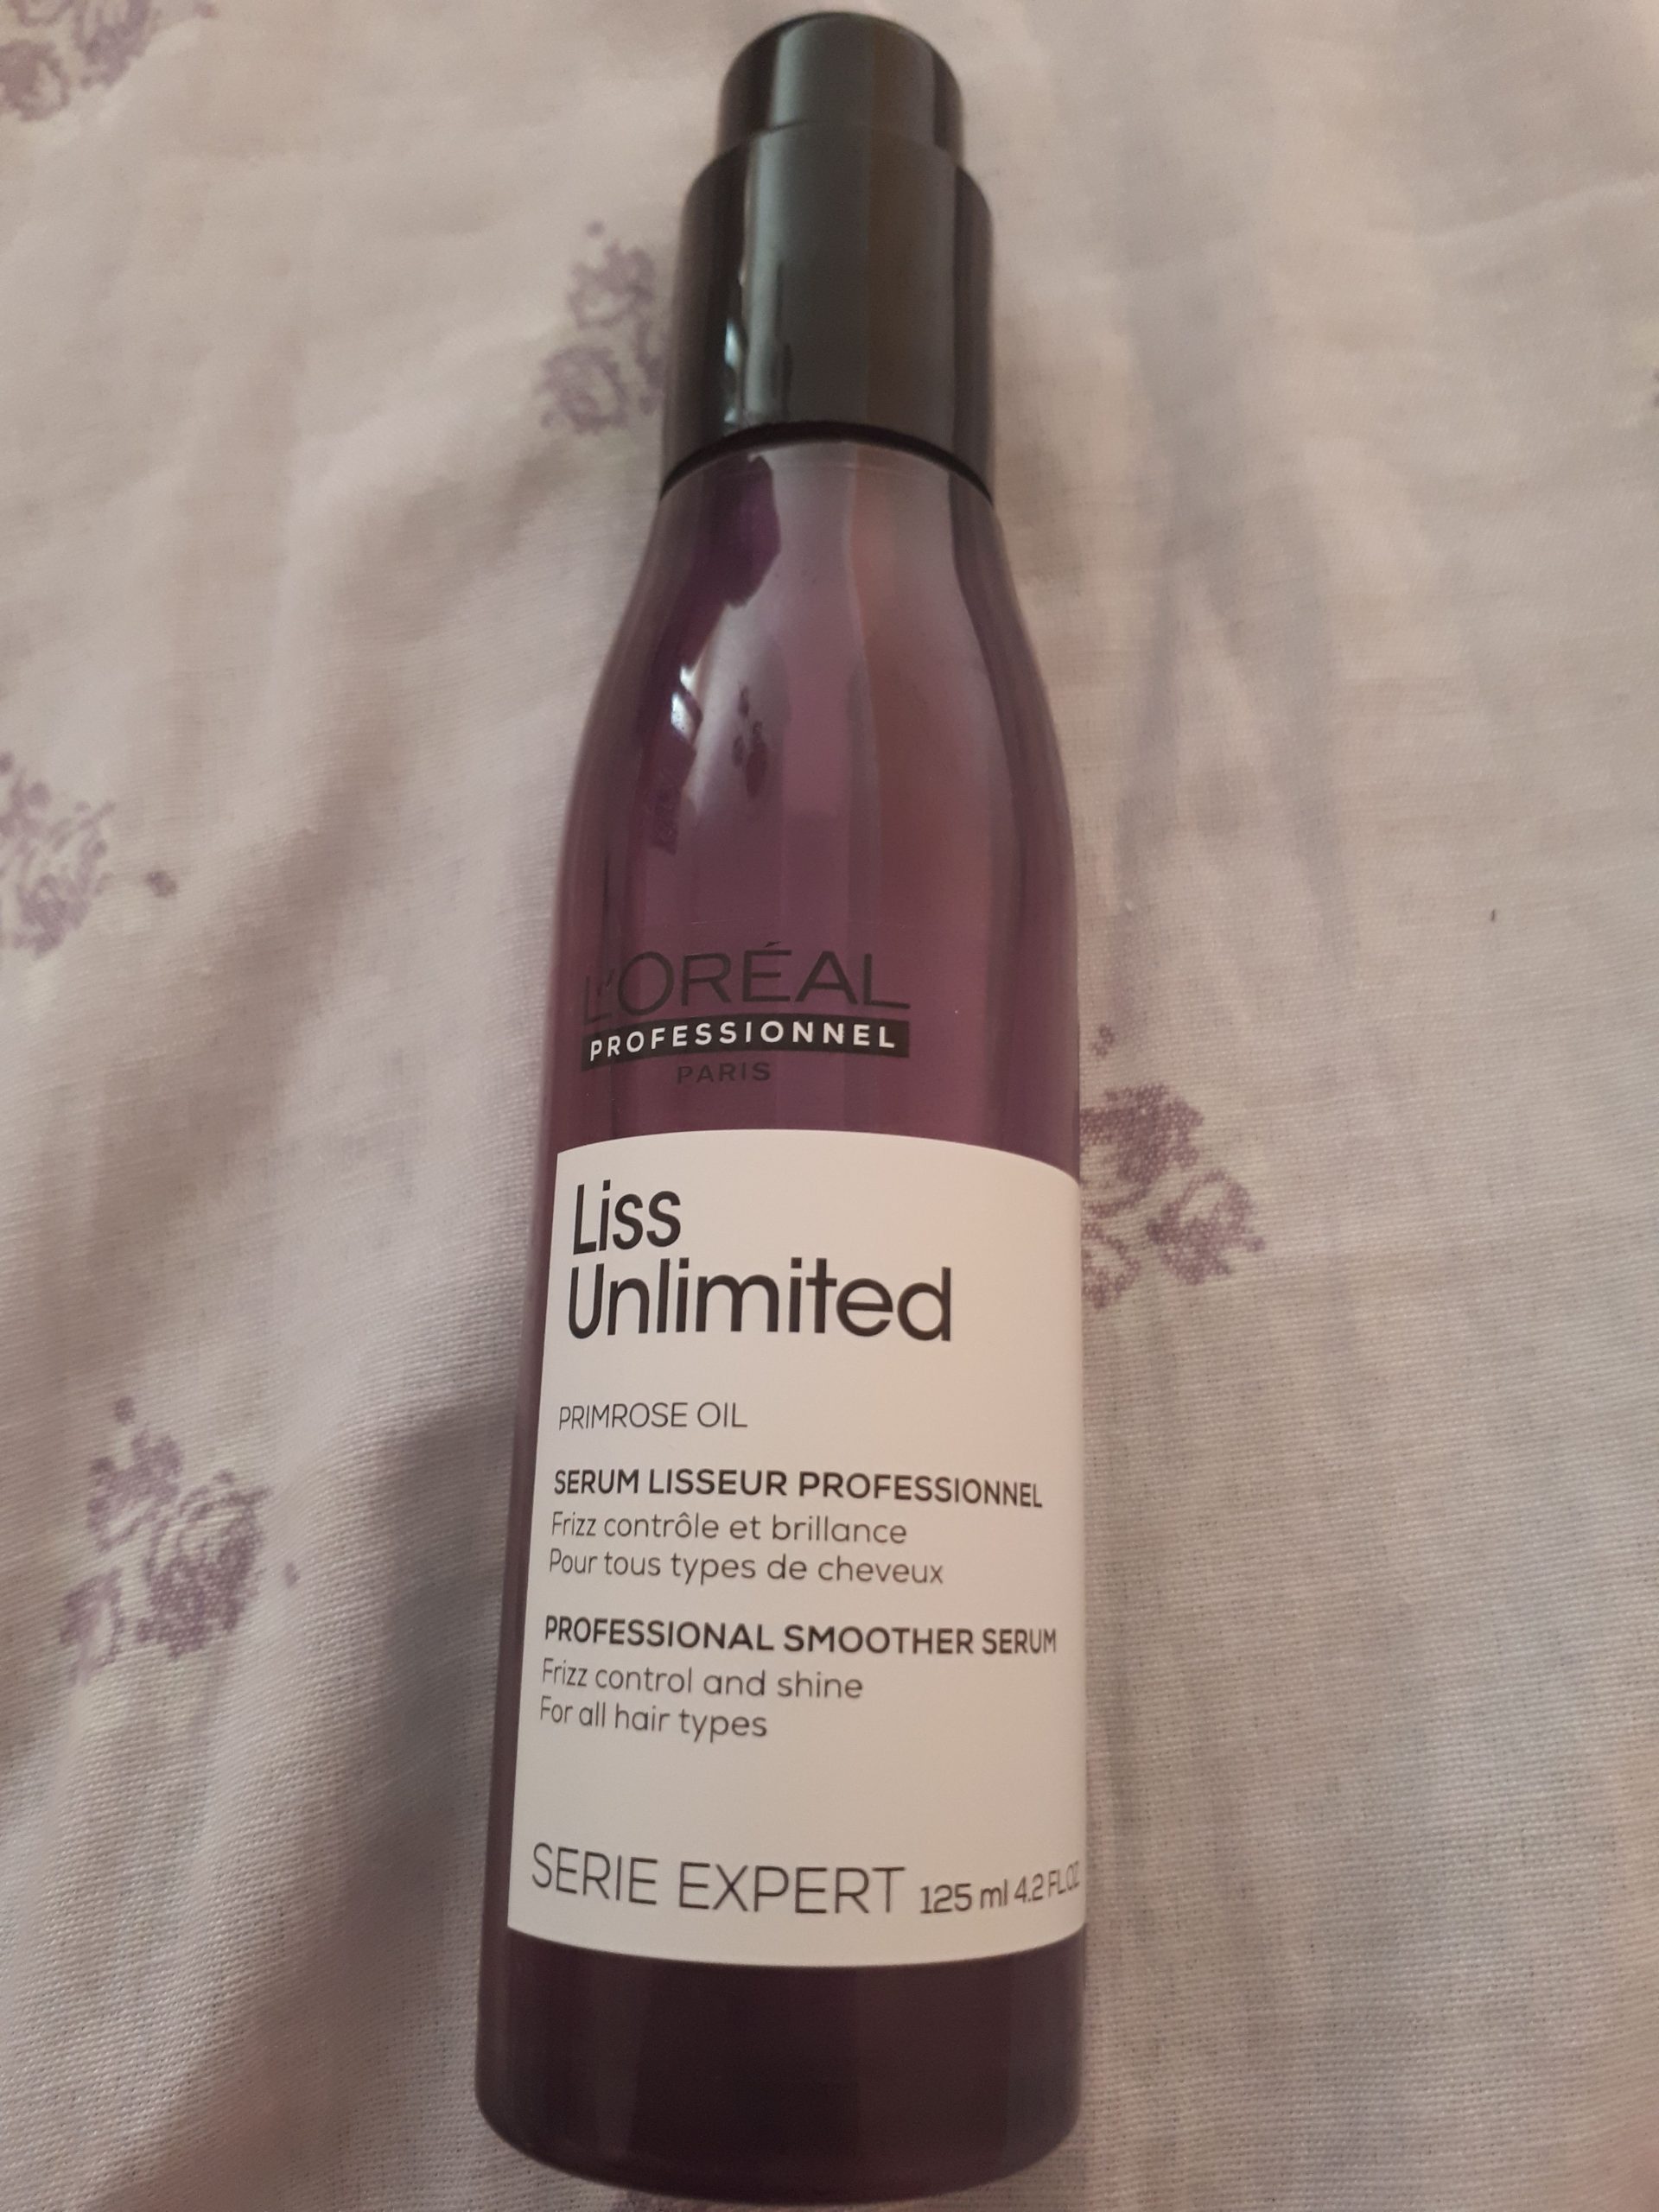 L'ORÉAL
PROFESSIONNEL
PARIS
Liss
Unlimited
PRIMROSE OIL
SERUM LISSEUR PROFESSIONNEL
Frizz contrôle et brillance
Pour tous types de cheveux
PROFESSIONAL SMOOTHER SERUM
Frizz control and shine
For all hair types
SERIE EXPERT 125 ml 4.2 FL.OZ